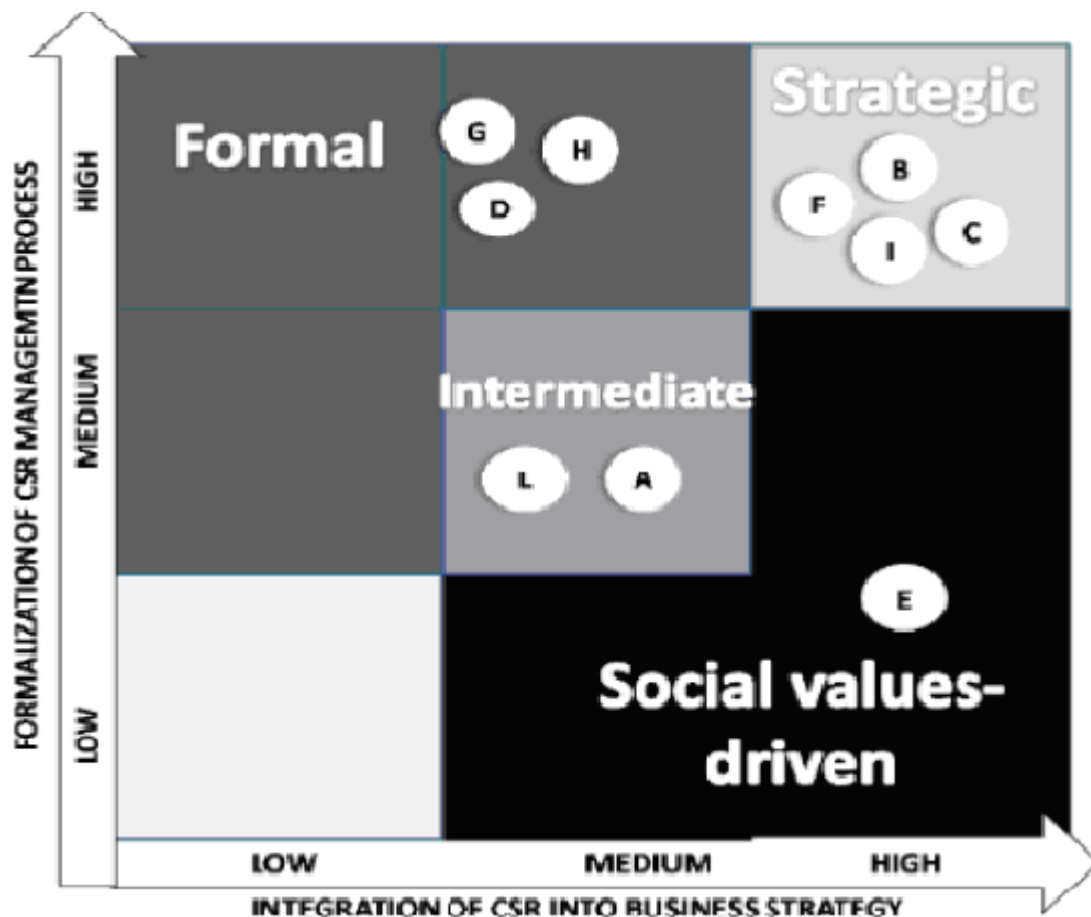 FORMALIZATION OF CSR MANAGEMTN PROCESS
HIGH
MEDIUM
LOW
Formal
G
H
D
Strategic
B
F
C
I
Intermediate
L
A
E
Social values-
driven
LOW
MEDIUM
HIGH
INTEGRATION OF CSR INTO BUSINESS STRATEGY